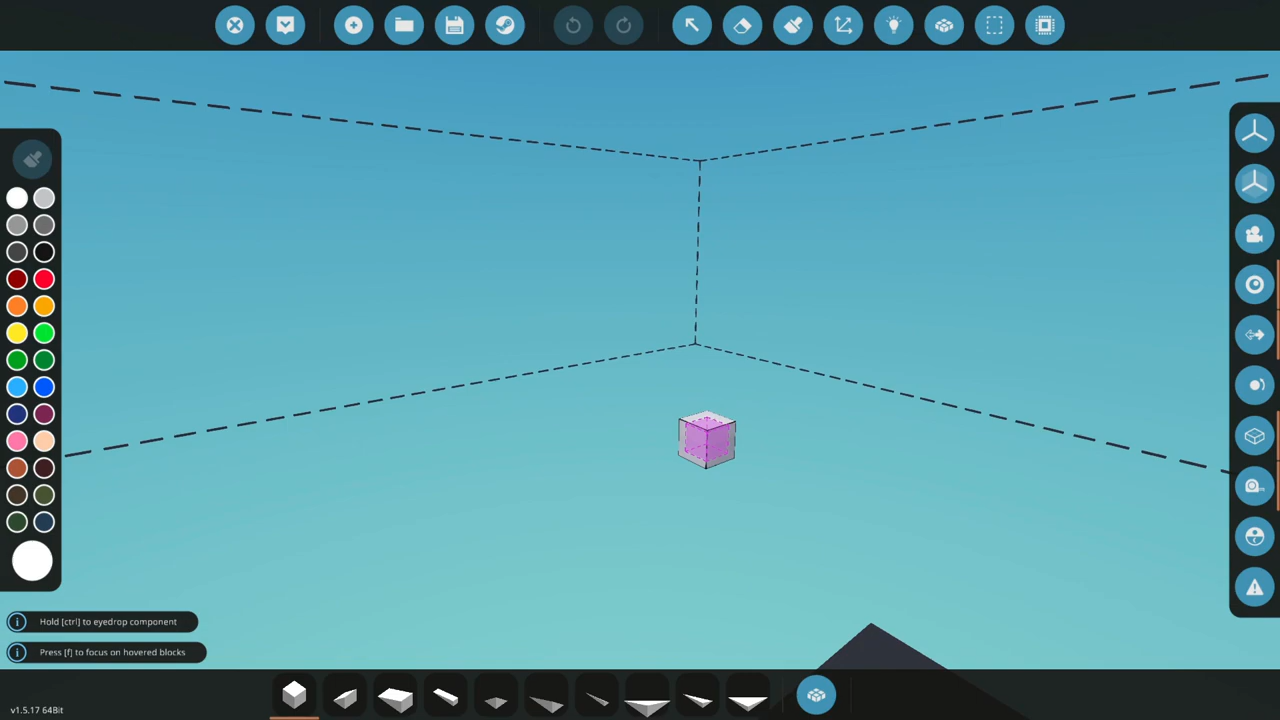 Hold [ctrl] to eyedrop component
Press [f] to focus on hovered blocks
v1.5.17 64Bit